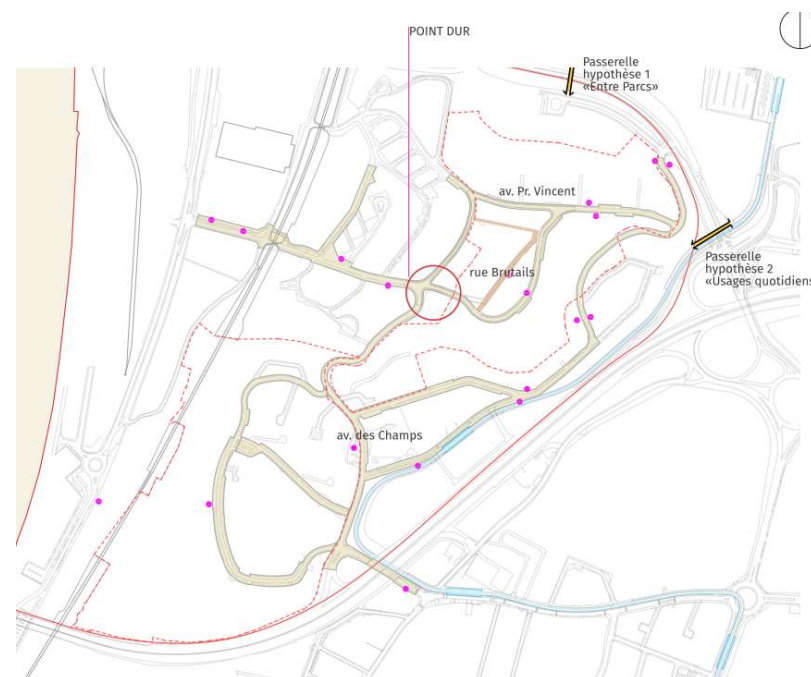 POINT DUR
Passerelle
hypothèse 1
«Entre Parcs»
av. Pr. Vincent
rue Brutails
Passerelle
hypothèse 2
«Usages quotidiens
av. des Champs